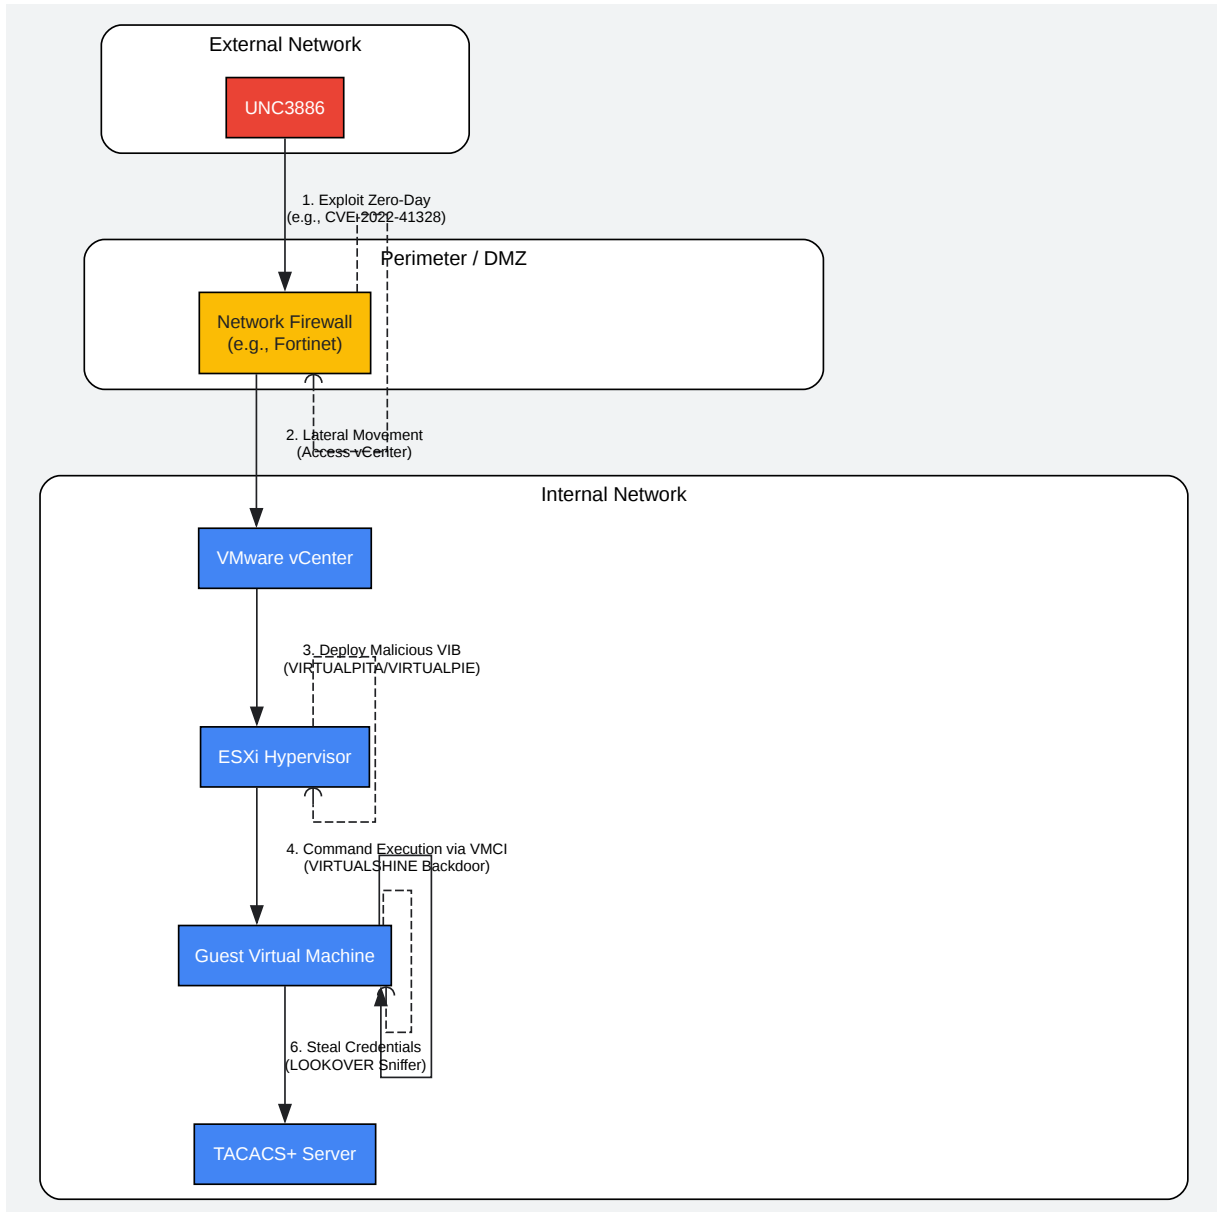 External Network
UNC3886
1. Exploit Zero-Day
(e.g., CVE-2022-41328)
Perimeter / DMZ
Network Firewall
(e.g., Fortinet)
2. Lateral Movement
(Access vCenter)
Internal Network
VMware vCenter
3. Deploy Malicious VIB
(VIRTUALPITA/VIRTUALPIE)
ESXi Hypervisor
4. Command Execution via VMCI
(VIRTUALSHINE Backdoor)
Guest Virtual Machine
6. Steal Credentials
(LOOKOVER Sniffer)
TACACS+ Server